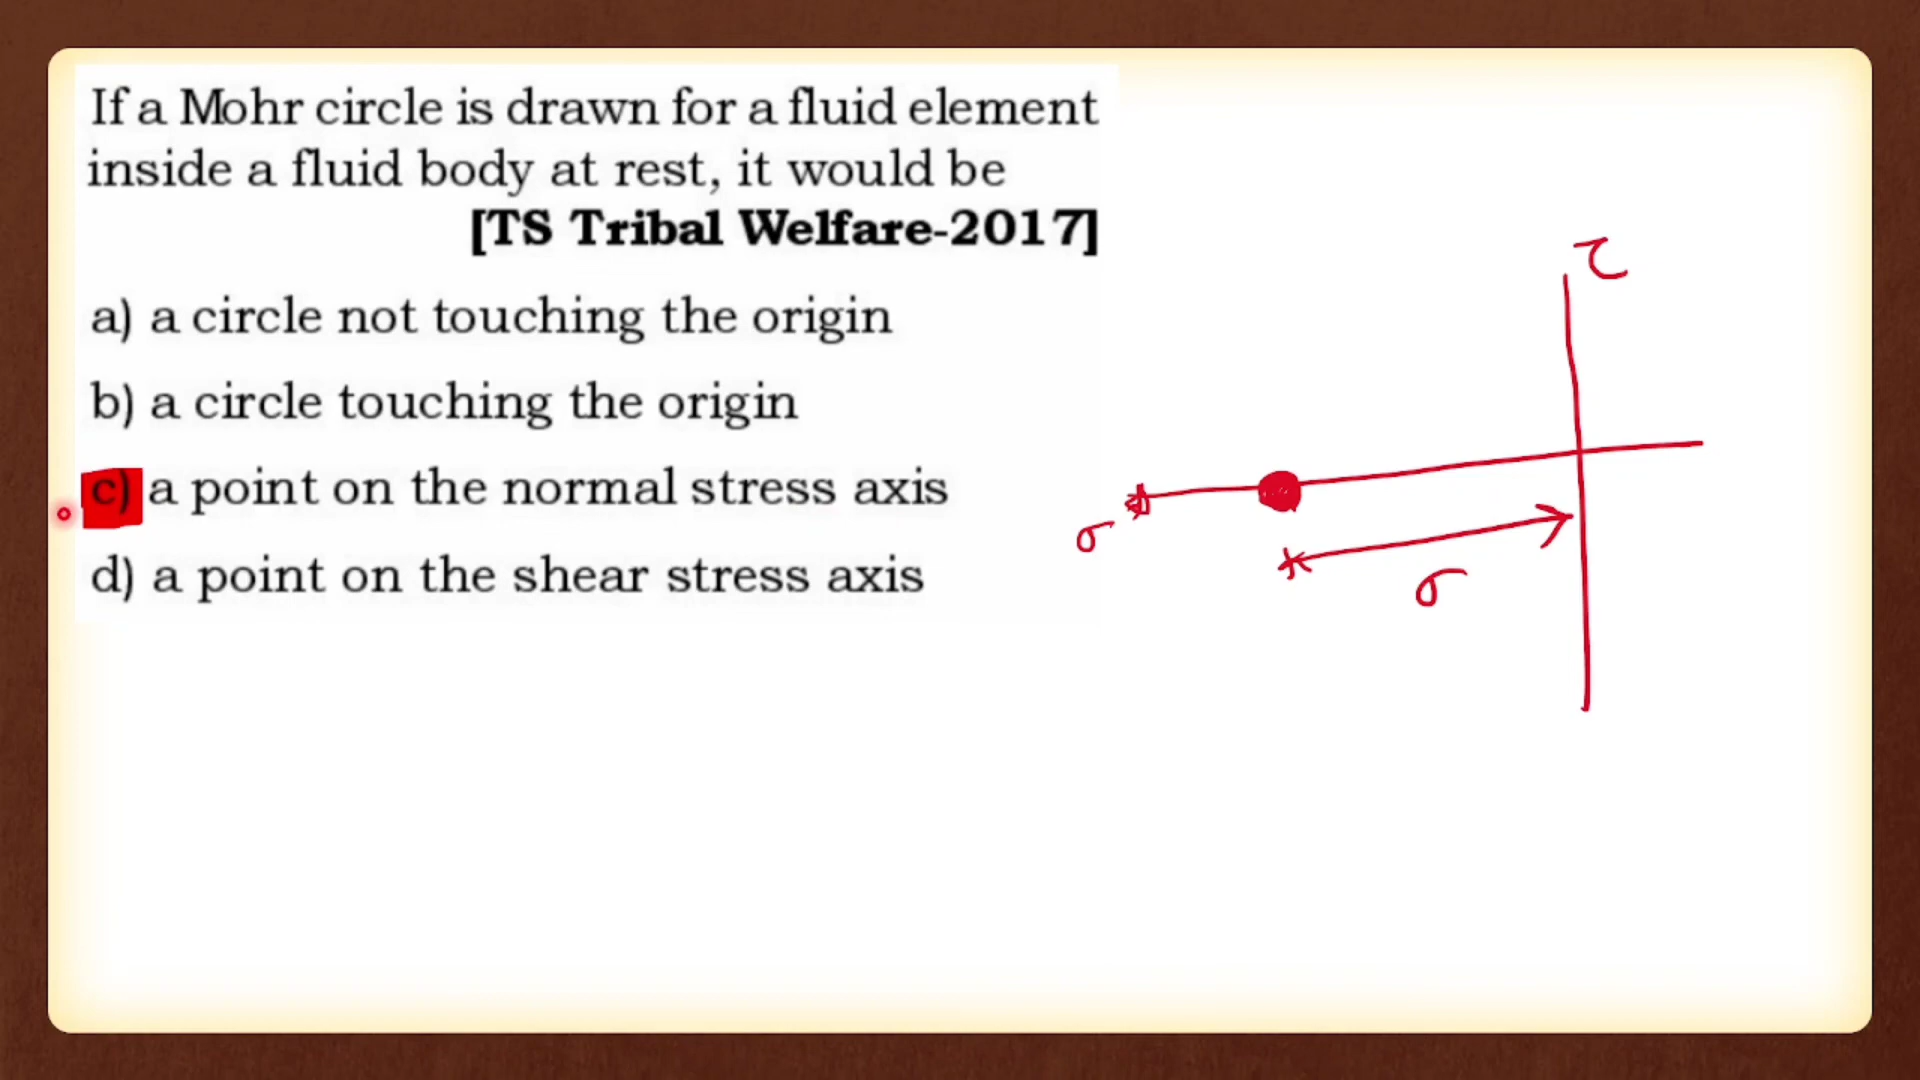 If a Mohr circle is drawn for a fluid element
inside a fluid body at rest, it would be
[TS Tribal Welfare-2017]
a) a circle not touching the origin
b) a circle touching the origin
c) a point on the normal stress axis
d) a point on the shear stress axis
τ
σ
σ